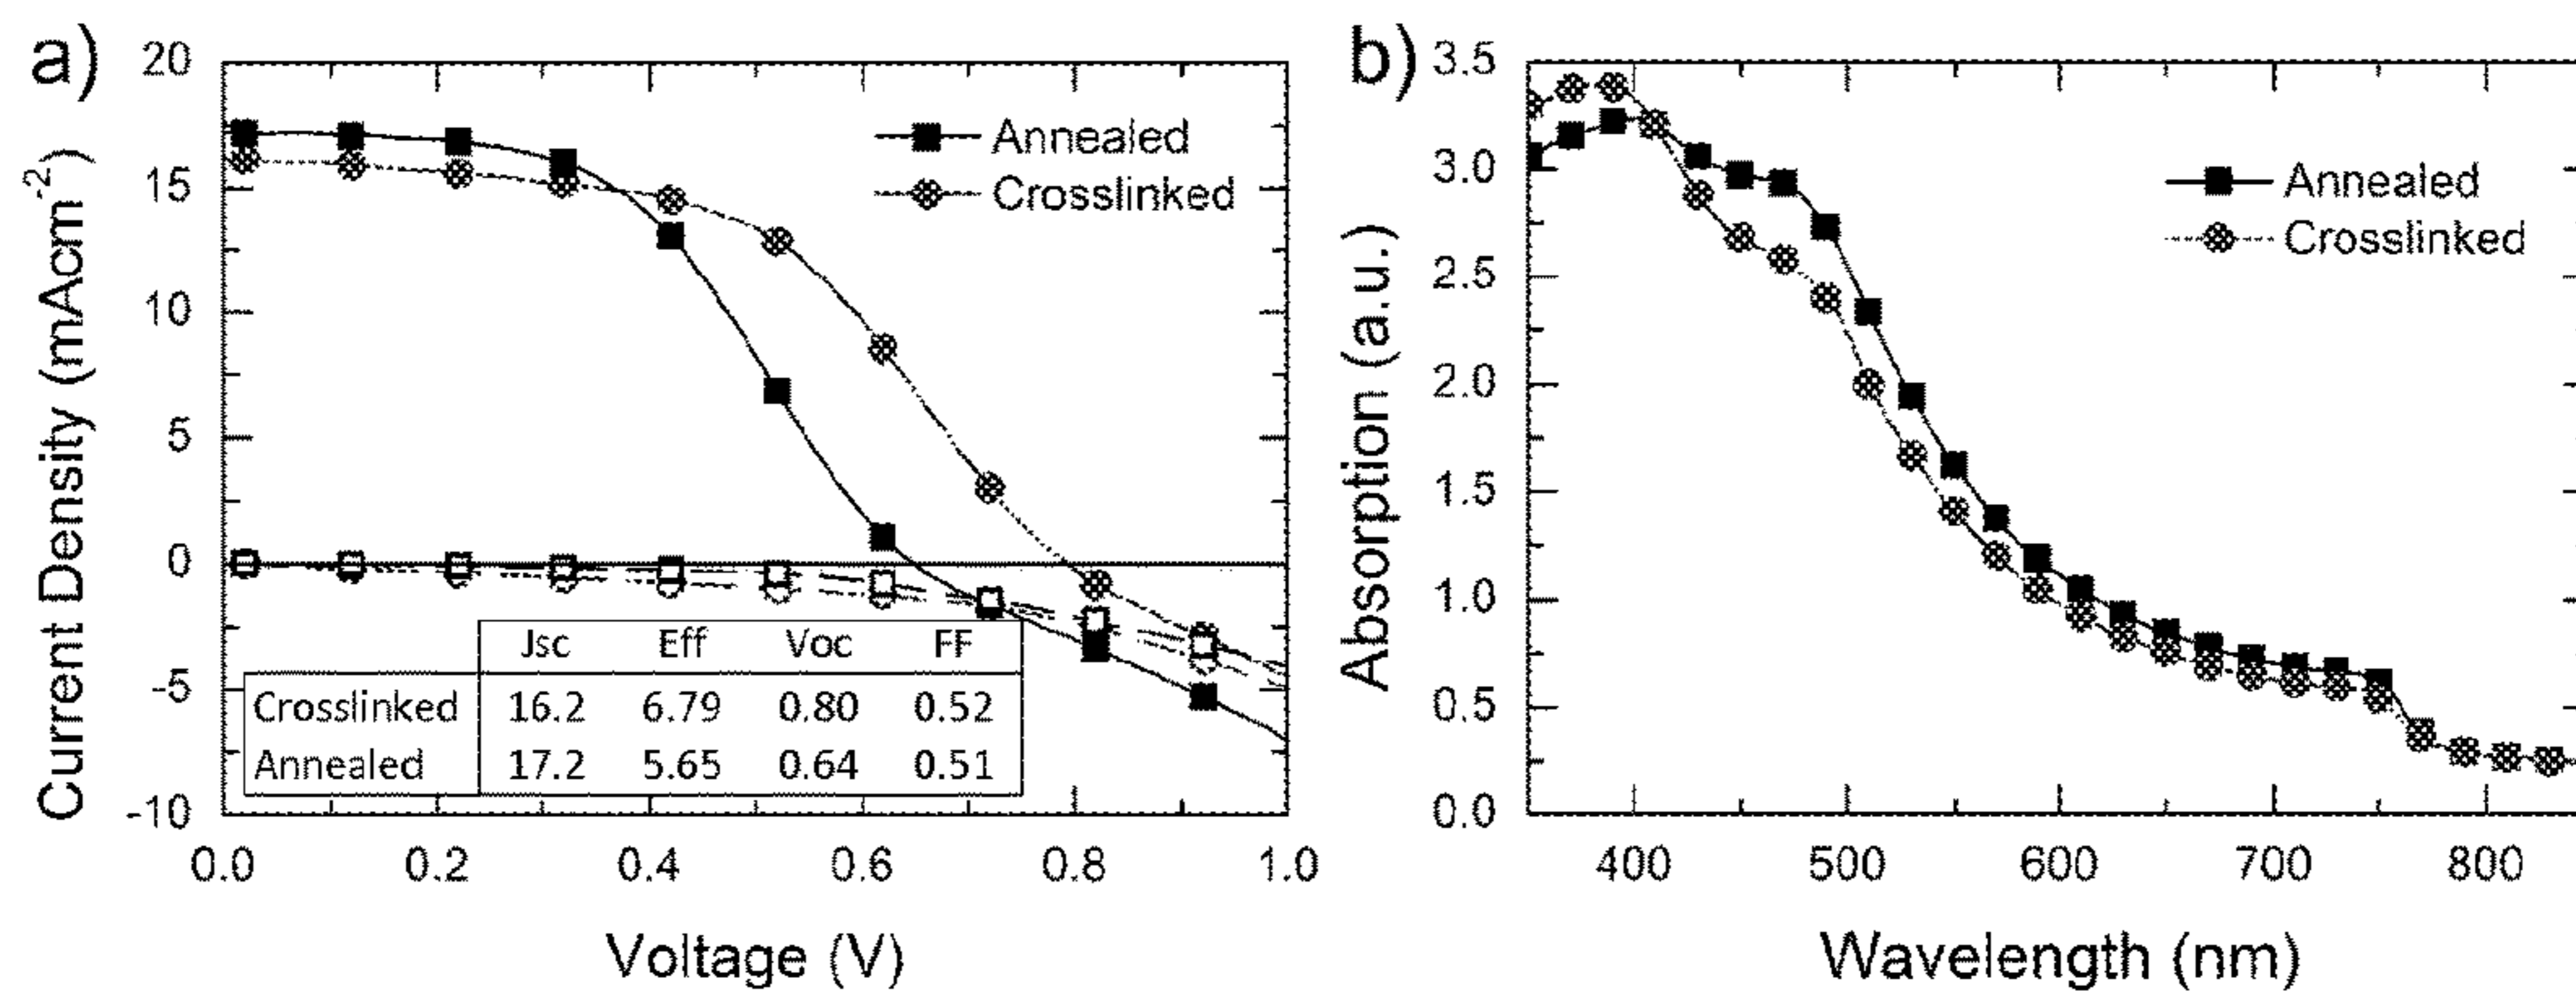 a)
20
15
10
5
0
-5
-10
Current Density (mAcm⁻²)
Annealed
Crosslinked
Jsc Eff Voc FF
Crosslinked 16.2 6.79 0.80 0.52
Annealed 17.2 5.65 0.64 0.51
0.0 0.2 0.4 0.6 0.8 1.0
Voltage (V)
b)
3.5
3.0
2.5
2.0
1.5
1.0
0.5
0.0
Absorption (a.u.)
Annealed
Crosslinked
400 500 600 700 800
Wavelength (nm)